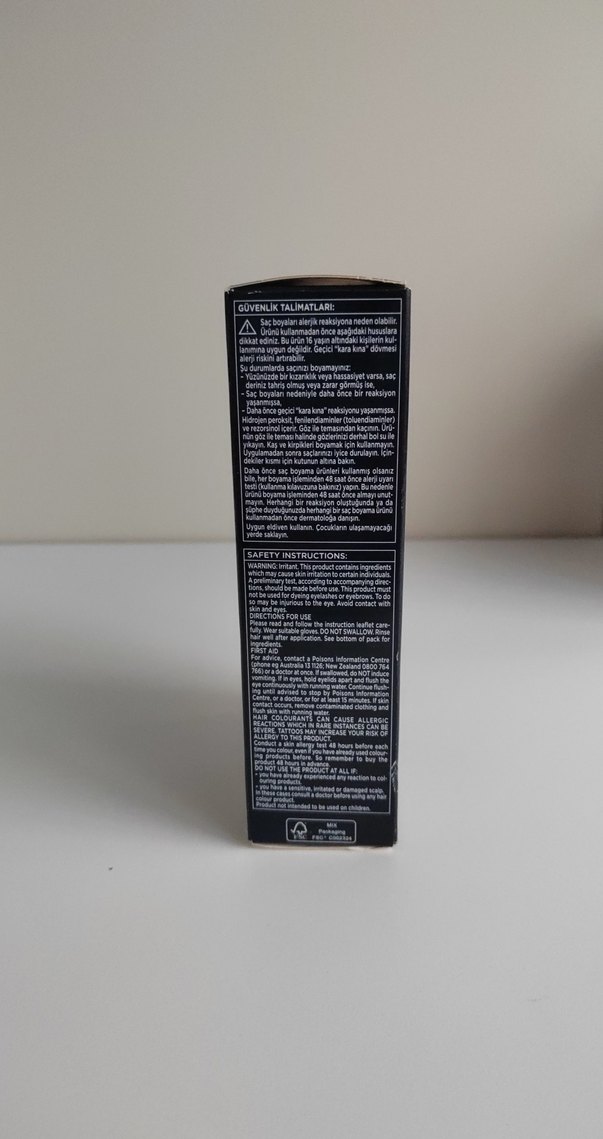 GÜVENLİK TALİMATLARI:
Saç boyaları alerjik reaksiyona neden olabilir.
Ürünü kullanmadan önce aşağıdaki hususlara
dikkat ediniz. Bu ürün 16 yaşın altındaki kişilerin kul-
lanımına uygun değildir. Geçici "kara kına" dövmesi
alerji riskini artırabilir.
Şu durumlarda saçınızı boyamayınız:
- Yüzünüzde bir kızarıklık veya hassasiyet varsa, saç
deriniz tahriş olmuş veya zarar görmüş ise,
- Saç boyaları nedeniyle daha önce bir reaksiyon
yaşanmışsa,
- Daha önce geçici "kara kına" reaksiyonu yaşanmışsa.
Hidrojen peroksit, fenilendiaminler (toluendiaminler)
ve rezorsinol içerir. Göz ile temasından kaçının. Ürü-
nün göz ile teması halinde gözlerinizi derhal bol su ile
yıkayın. Kaş ve kirpikleri boyamak için kullanmayın.
Uygulamadan sonra saçlarınızı iyice durulayın. İçin-
dekiler kısmı için kutunun altına bakın.
Daha önce saç boyama ürünleri kullanmış olsanız
bile, her boyama işleminden 48 saat önce alerji uyarı
testi (kullanma kılavuzuna bakınız) yapın. Bu nedenle
ürünü boyama işleminden 48 saat önce almayı unut-
mayın. Herhangi bir reaksiyon oluştuğunda ya da
şüphe duyduğunuzda herhangi bir saç boyama ürünü
kullanmadan önce dermatoloğa danışın.
Uygun eldiven kullanın. Çocukların ulaşamayacağı
yerde saklayın.
SAFETY INSTRUCTIONS:
WARNING: Irritant. This product contains ingredients
which may cause skin irritation to certain individuals.
A preliminary test, according to accompanying direc-
tions, should be made before use. This product must
not be used for dyeing eyelashes or eyebrows. To do
so may be injurious to the eye. Avoid contact with
skin and eyes.
DIRECTIONS FOR USE
Please read and follow the instruction leaflet care-
fully. Wear suitable gloves. DO NOT SWALLOW. Rinse
hair well after application. See bottom of pack for
ingredients.
FIRST AID
For advice, contact a Poisons Information Centre
(phone eg Australia 13 1126; New Zealand 0800 764
766) or a doctor at once. If swallowed, do NOT induce
vomiting. If in eyes, hold eyelids apart and flush the
eye continuously with running water. Continue flush-
ing until advised to stop by Poisons Information
Centre, or a doctor, or for at least 15 minutes. If skin
contact occurs, remove contaminated clothing and
flush skin with running water.
HAIR COLOURANTS CAN CAUSE ALLERGIC
REACTIONS WHICH IN RARE INSTANCES CAN BE
SEVERE. TATTOOS MAY INCREASE YOUR RISK OF
ALLERGY TO THIS PRODUCT.
Conduct a skin allergy test 48 hours before each
time you colour, even if you have already used colour-
ing products before. So remember to buy the
product 48 hours in advance.
DO NOT USE THE PRODUCT AT ALL IF:
- you have already experienced any reaction to col-
ouring products.
- you have a sensitive, irritated or damaged scalp.
In these cases consult a doctor before using any hair
colour product.
Product not intended to be used on children.
MIX
Packaging
FSC
FSC® C002324